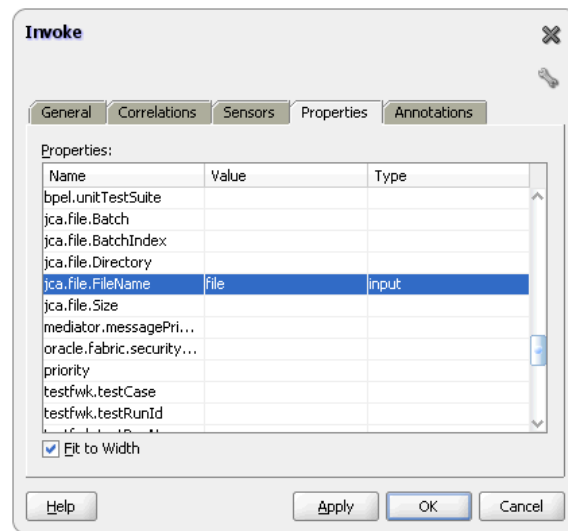 Invoke
General Correlations Sensors Properties Annotations
Properties:
Name Value Type
bpel.unitTestSuite
jca.file.Batch
jca.file.BatchIndex
jca.file.Directory
jca.file.FileName file input
jca.file.Size
mediator.messagePri...
oracle.fabric.security...
priority
testfwk.testCase
testfwk.testRunId
Fit to Width
Help Apply OK Cancel